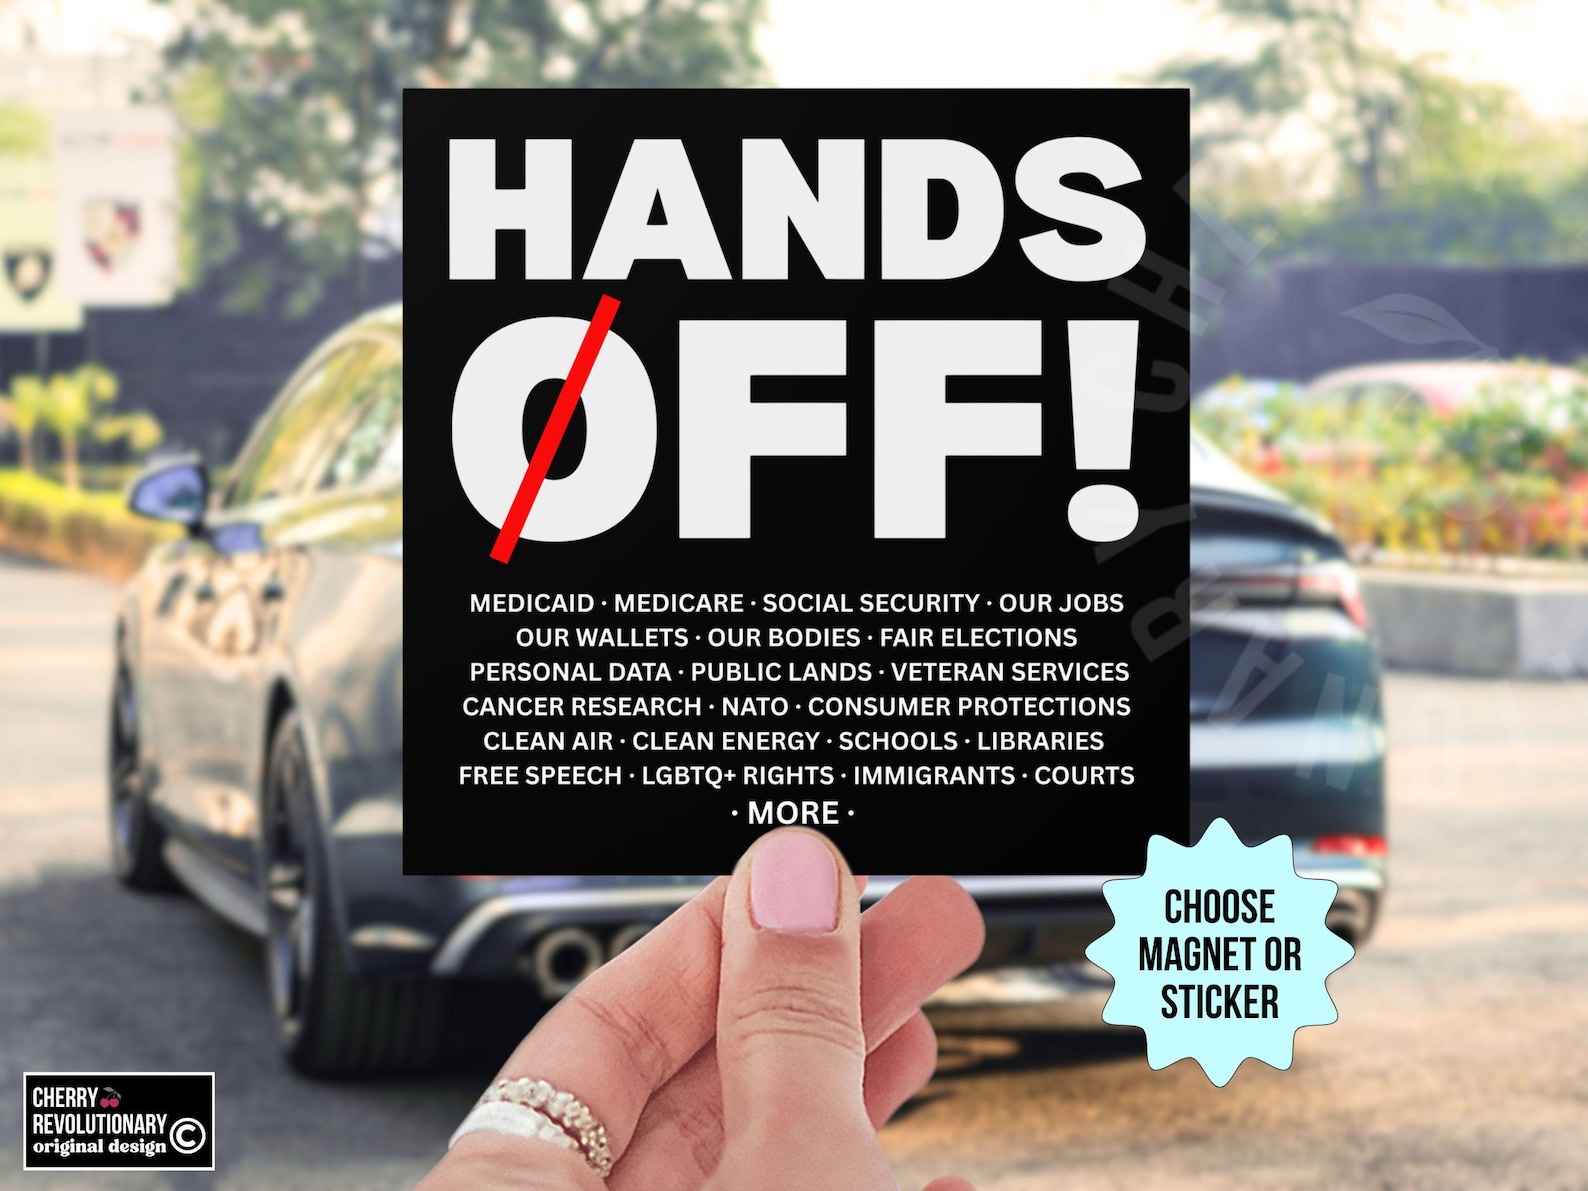 HANDS
OFF!
MEDICAID · MEDICARE · SOCIAL SECURITY · OUR JOBS
OUR WALLETS · OUR BODIES · FAIR ELECTIONS
PERSONAL DATA · PUBLIC LANDS · VETERAN SERVICES
CANCER RESEARCH · NATO · CONSUMER PROTECTIONS
CLEAN AIR · CLEAN ENERGY · SCHOOLS · LIBRARIES
FREE SPEECH · LGBTQ+ RIGHTS · IMMIGRANTS · COURTS
· MORE ·
CHOOSE
MAGNET OR
STICKER
CHERRY
REVOLUTIONARY
original design ©